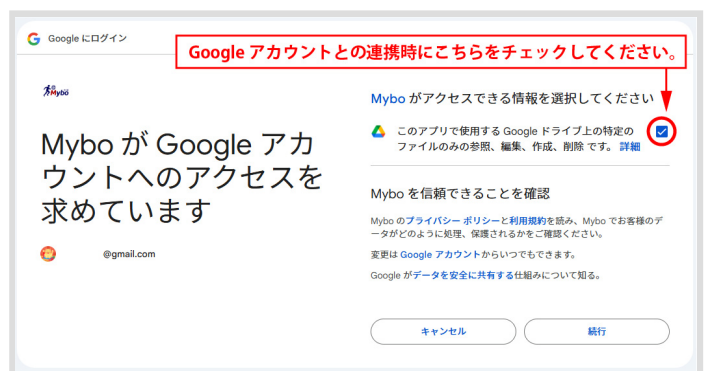 Google にログイン
Google アカウントとの連携時にこちらをチェックしてください。
Mybo
Mybo が Google アカ
ウントへのアクセスを
求めています
@gmail.com
Mybo がアクセスできる情報を選択してください
このアプリで使用する Google ドライブ上の特定の
ファイルのみの参照、編集、作成、削除 です。 詳細
Mybo を信頼できることを確認
Mybo のプライバシー ポリシーと利用規約を読み、Mybo でお客様のデ
ータがどのように処理、保護されるかをご確認ください。
変更は Google アカウントからいつでもできます。
Google がデータを安全に共有する仕組みについて知る。
キャンセル
続行